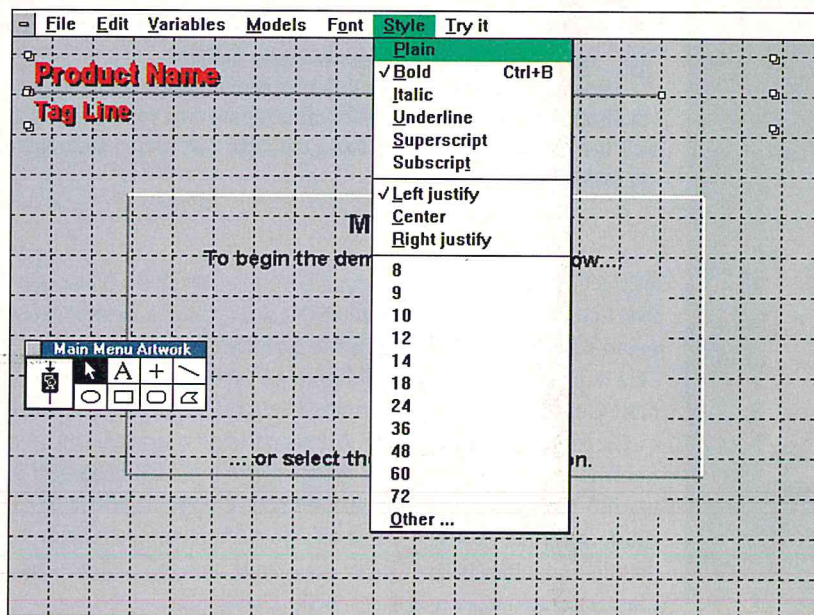 File Edit Variables Models Font Style Try it
Product Name
Tag Line
Plain
✓Bold Ctrl+B
Italic
Underline
Superscript
Subscript
✓Left justify
Center
Right justify
8
9
10
12
14
18
24
36
48
60
72
Other ...
M
To begin the dem ow...
Main Menu Artwork
A
... or select th on.